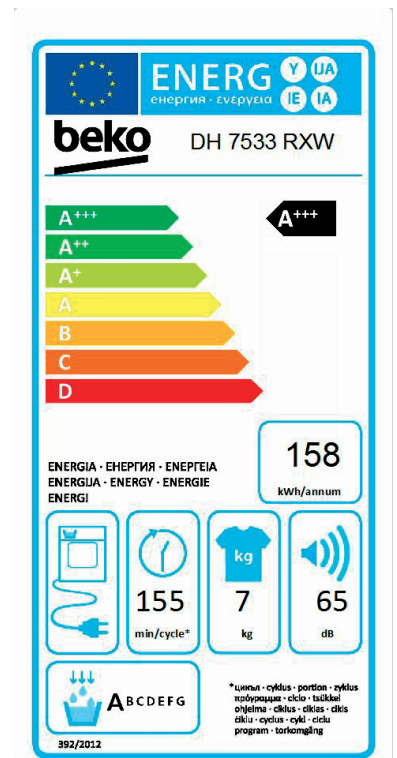 ENERG
енергия · ενεργεια
Y IJA
IE IA
beko
DH 7533 RXW
A+++
A+++
A++
A+
A
B
C
D
158
kWh/annum
ENERGIA · ЕНЕРГИЯ · ΕΝΕΡΓΕΙΑ
ENERGIJA · ENERGY · ENERGIE
ENERGI
155
min/cycle*
kg
7
kg
65
dB
ABCDEFG
*цикъл · cyklus · portion · zyklus
πρόγραμμα · ciclo · tsükkel
ohjelma · ciklus · ciklas · cikls
ċiklu · cyclus · cykl · ciclu
program · torkomgång
392/2012